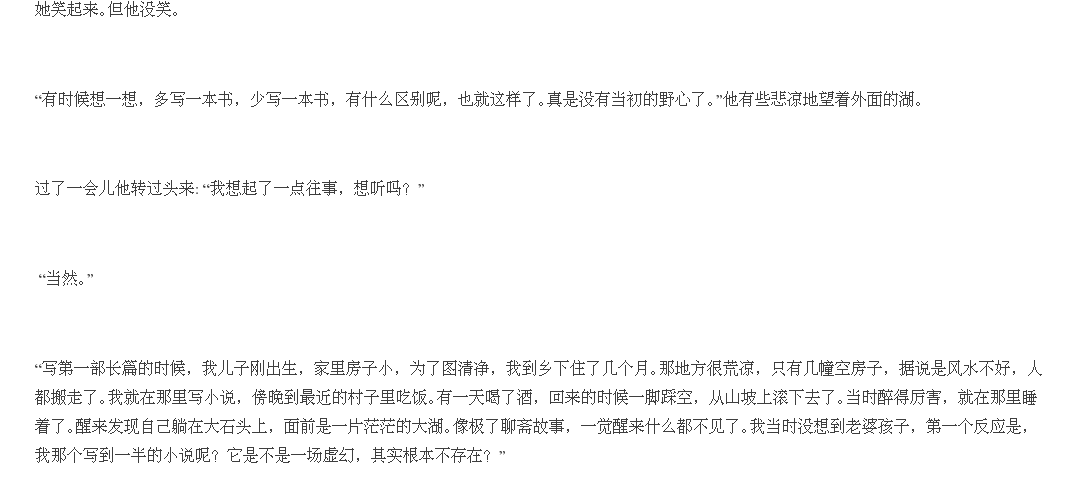 她笑起来。但他没笑。
“有时候想一想，多写一本书，少写一本书，有什么区别呢，也就这样了。真是没有当初的野心了。”他有些悲凉地望着外面的湖。
过了一会儿他转过头来：“我想起了一点往事，想听吗？”
“当然。”
“写第一部长篇的时候，我儿子刚出生，家里房子小，为了图清净，我到乡下住了几个月。那地方很荒凉，只有几幢空房子，据说是风水不好，人
都搬走了。我就在那里写小说，傍晚到最近的村子里吃饭。有一天喝了酒，回来的时候一脚踩空，从山坡上滚下去了。当时醉得厉害，就在那里睡
着了。醒来发现自己躺在大石头上，面前是一片茫茫的大湖。像极了聊斋故事，一觉醒来什么都不见了。我当时没想到老婆孩子，第一个反应是，
我那个写到一半的小说呢？它是不是一场虚幻，其实根本不存在？”